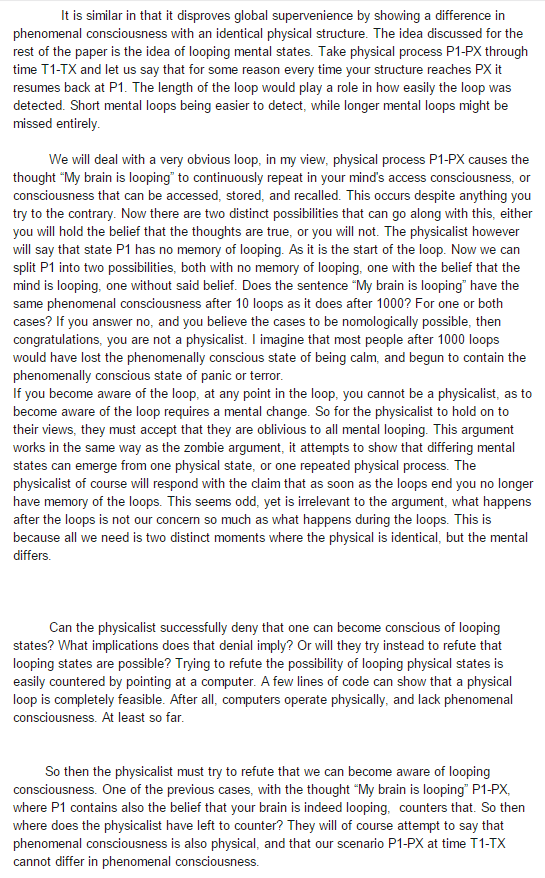 It is similar in that it disproves global supervenience by showing a difference in
phenomenal consciousness with an identical physical structure. The idea discussed for the
rest of the paper is the idea of looping mental states. Take physical process P1-PX through
time T1-TX and let us say that for some reason every time your structure reaches PX it
resumes back at P1. The length of the loop would play a role in how easily the loop was
detected. Short mental loops being easier to detect, while longer mental loops might be
missed entirely.
We will deal with a very obvious loop, in my view, physical process P1-PX causes the
thought “My brain is looping” to continuously repeat in your mind's access consciousness, or
consciousness that can be accessed, stored, and recalled. This occurs despite anything you
try to the contrary. Now there are two distinct possibilities that can go along with this, either
you will hold the belief that the thoughts are true, or you will not. The physicalist however
will say that state P1 has no memory of looping. As it is the start of the loop. Now we can
split P1 into two possibilities, both with no memory of looping, one with the belief that the
mind is looping, one without said belief. Does the sentence “My brain is looping” have the
same phenomenal consciousness after 10 loops as it does after 1000? For one or both
cases? If you answer no, and you believe the cases to be nomologically possible, then
congratulations, you are not a physicalist. I imagine that most people after 1000 loops
would have lost the phenomenally conscious state of being calm, and begun to contain the
phenomenally conscious state of panic or terror.
If you become aware of the loop, at any point in the loop, you cannot be a physicalist, as to
become aware of the loop requires a mental change. So for the physicalist to hold on to
their views, they must accept that they are oblivious to all mental looping. This argument
works in the same way as the zombie argument, it attempts to show that differing mental
states can emerge from one physical state, or one repeated physical process. The
physicalist of course will respond with the claim that as soon as the loops end you no longer
have memory of the loops. This seems odd, yet is irrelevant to the argument, what happens
after the loops is not our concern so much as what happens during the loops. This is
because all we need is two distinct moments where the physical is identical, but the mental
differs.
Can the physicalist successfully deny that one can become conscious of looping
states? What implications does that denial imply? Or will they try instead to refute that
looping states are possible? Trying to refute the possibility of looping physical states is
easily countered by pointing at a computer. A few lines of code can show that a physical
loop is completely feasible. After all, computers operate physically, and lack phenomenal
consciousness. At least so far.
So then the physicalist must try to refute that we can become aware of looping
consciousness. One of the previous cases, with the thought “My brain is looping” P1-PX,
where P1 contains also the belief that your brain is indeed looping, counters that. So then
where does the physicalist have left to counter? They will of course attempt to say that
phenomenal consciousness is also physical, and that our scenario P1-PX at time T1-TX
cannot differ in phenomenal consciousness.